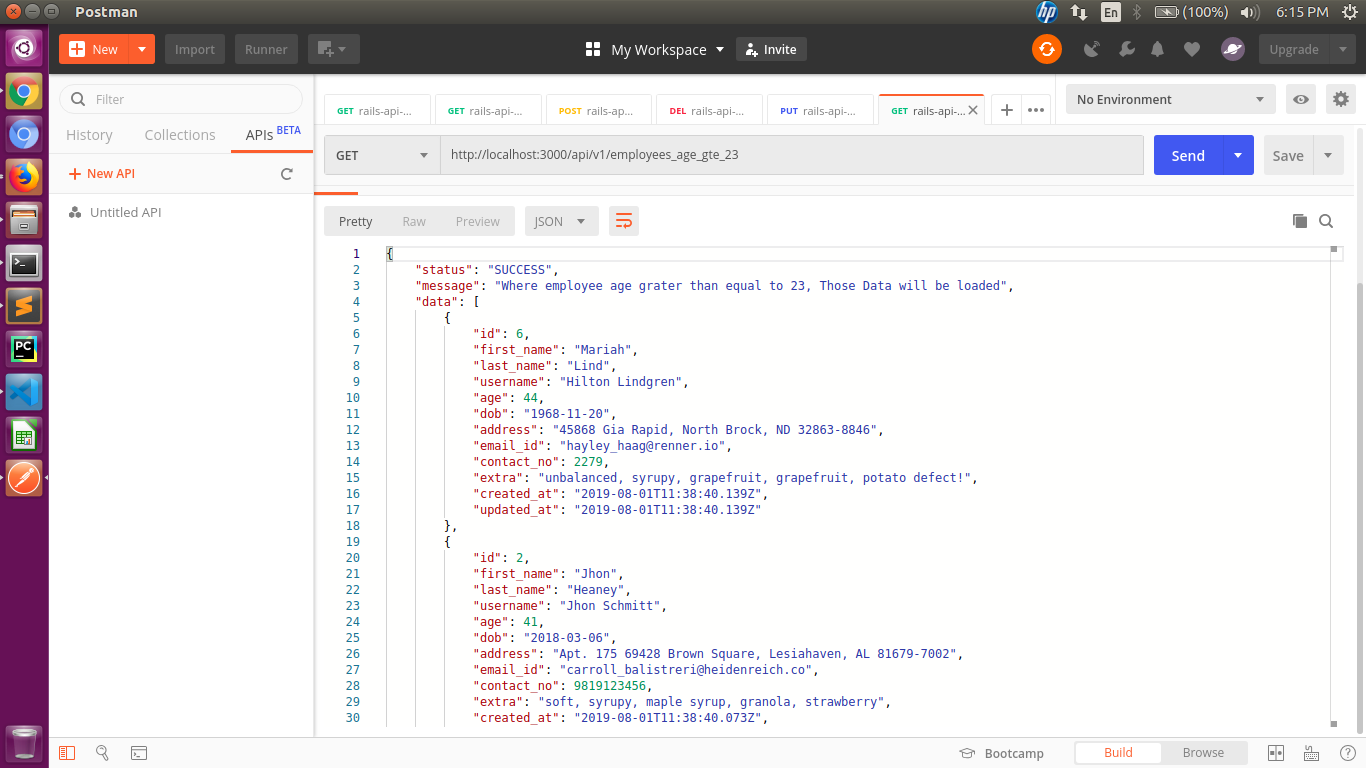 Postman
hp En (100%) 6:15 PM
New Import Runner My Workspace Invite Upgrade
Filter
History Collections APIs BETA
New API
Untitled API
GET rails-api-... GET rails-api-... POST rails-ap... DEL rails-api-... PUT rails-api-... GET rails-api-... No Environment
GET http://localhost:3000/api/v1/employees_age_gte_23 Send Save
Pretty Raw Preview JSON
1 {
2 "status": "SUCCESS",
3 "message": "Where employee age grater than equal to 23, Those Data will be loaded",
4 "data": [
5 {
6 "id": 6,
7 "first_name": "Mariah",
8 "last_name": "Lind",
9 "username": "Hilton Lindgren",
10 "age": 44,
11 "dob": "1968-11-20",
12 "address": "45868 Gia Rapid, North Brock, ND 32863-8846",
13 "email_id": "hayley_haag@renner.io",
14 "contact_no": 2279,
15 "extra": "unbalanced, syrupy, grapefruit, grapefruit, potato defect!",
16 "created_at": "2019-08-01T11:38:40.139Z",
17 "updated_at": "2019-08-01T11:38:40.139Z"
18 },
19 {
20 "id": 2,
21 "first_name": "Jhon",
22 "last_name": "Heaney",
23 "username": "Jhon Schmitt",
24 "age": 41,
25 "dob": "2018-03-06",
26 "address": "Apt. 175 69428 Brown Square, Lesiahaven, AL 81679-7002",
27 "email_id": "carroll_balistreri@heidenreich.co",
28 "contact_no": 9819123456,
29 "extra": "soft, syrupy, maple syrup, granola, strawberry",
30 "created_at": "2019-08-01T11:38:40.073Z",
PC
Bootcamp Build Browse